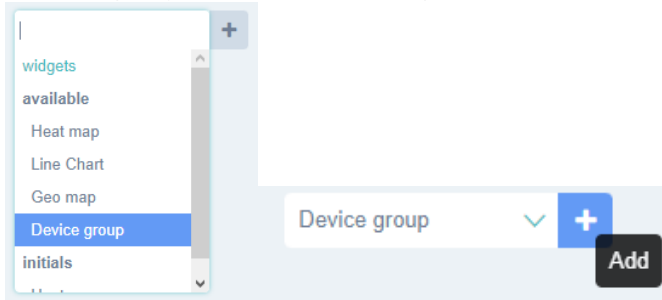 widgets
available
Heat map
Line Chart
Geo map
Device group
initials
Device group
Add